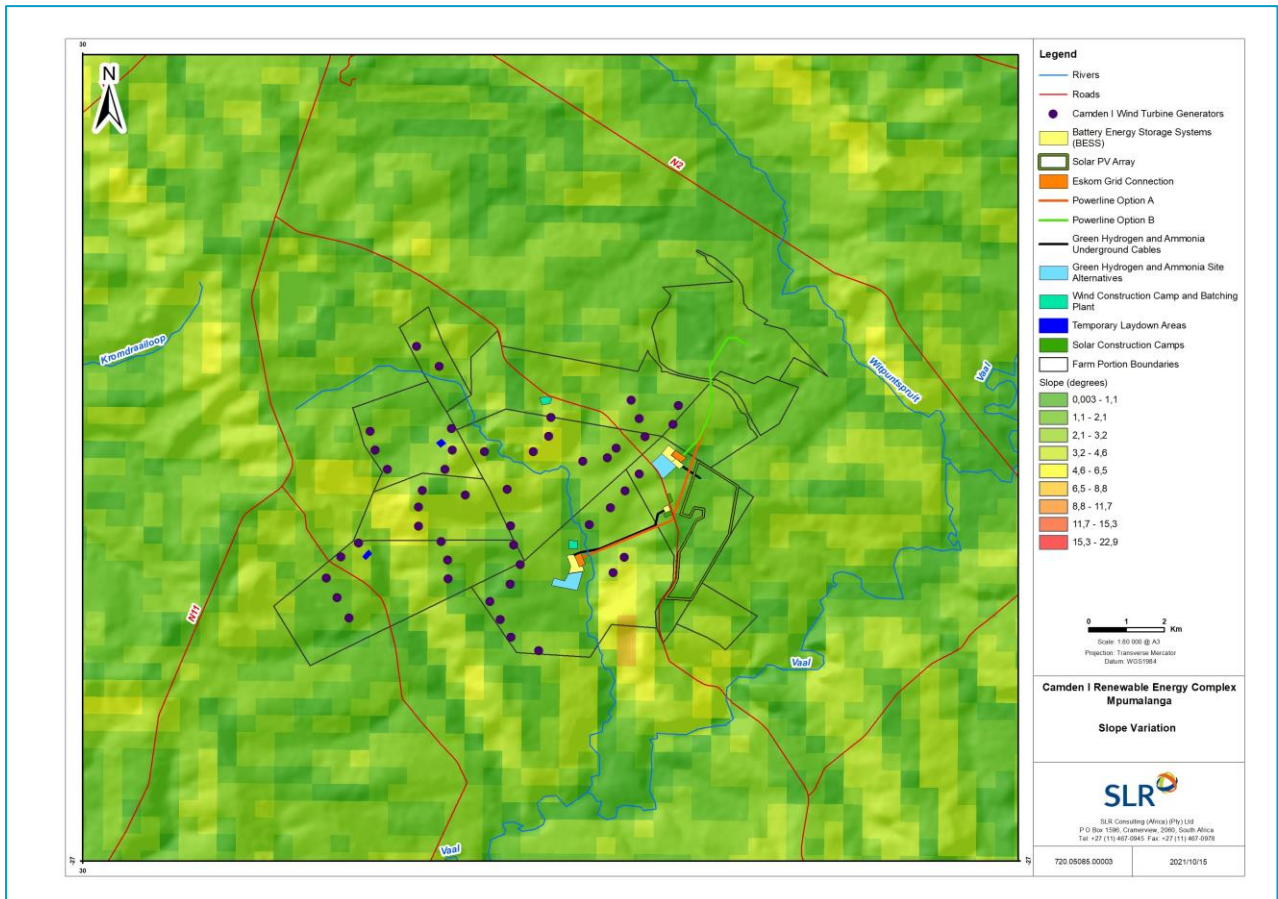 30
N
N2
Kromdraailoop
Witpuntspruit
Vaal
N11
Vaal
Vaal
-27
30
-27
Legend
Rivers
Roads
Camden I Wind Turbine Generators
Battery Energy Storage Systems
(BESS)
Solar PV Array
Eskom Grid Connection
Powerline Option A
Powerline Option B
Green Hydrogen and Ammonia
Underground Cables
Green Hydrogen and Ammonia Site
Alternatives
Wind Construction Camp and Batching
Plant
Temporary Laydown Areas
Solar Construction Camps
Farm Portion Boundaries
Slope (degrees)
0,003 - 1,1
1,1 - 2,1
2,1 - 3,2
3,2 - 4,6
4,6 - 6,5
6,5 - 8,8
8,8 - 11,7
11,7 - 15,3
15,3 - 22,9
0 1 2 Km
Scale: 1:60 000 @ A3
Projection: Transverse Mercator
Datum: WGS1984
Camden I Renewable Energy Complex
Mpumalanga
Slope Variation
SLR
SLR Consulting (Africa) (Pty) Ltd
P O Box 1596, Cramerview, 2060, South Africa
Tel: +27 (11) 467-0945 Fax: +27 (11) 467-0978
720.05085.00003 2021/10/15